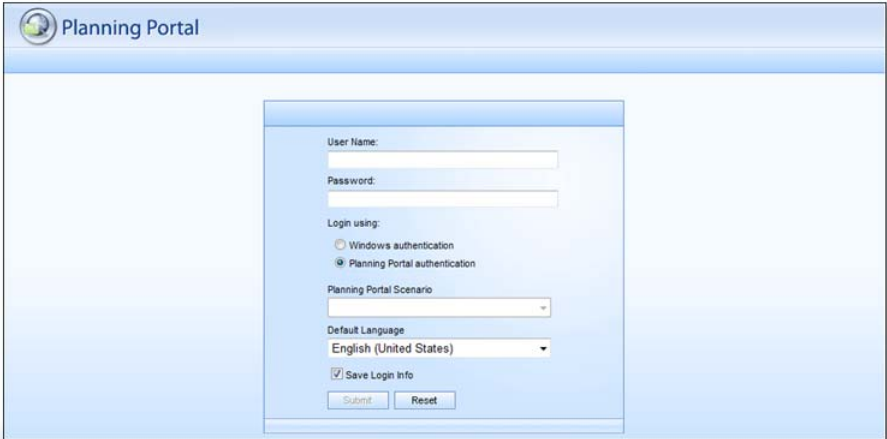 Planning Portal
User Name:
Password:
Login using:
Windows authentication
Planning Portal authentication
Planning Portal Scenario
Default Language
English (United States)
Save Login Info
Submit Reset